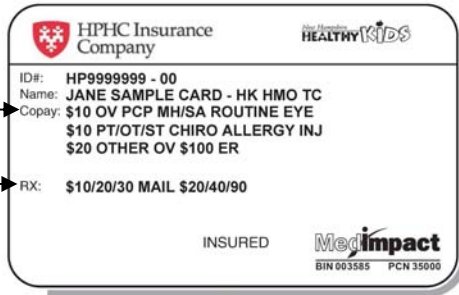 HPHC Insurance
Company
New Hampshire
HEALTHY KIDS
ID#: HP9999999 - 00
Name: JANE SAMPLE CARD - HK HMO TC
Copay: $10 OV PCP MH/SA ROUTINE EYE
$10 PT/OT/ST CHIRO ALLERGY INJ
$20 OTHER OV $100 ER
RX: $10/20/30 MAIL $20/40/90
INSURED
MedImpact
BIN 003585 PCN 35000